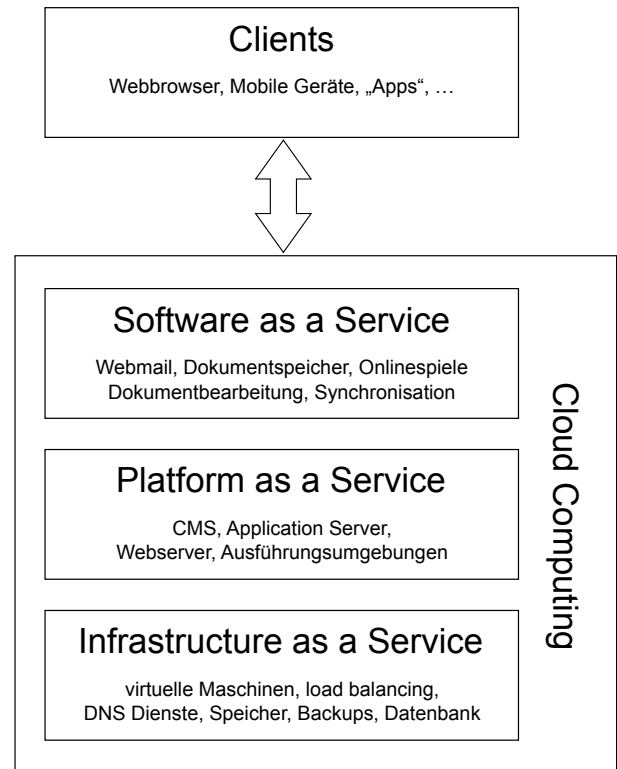 Clients
Webbrowser, Mobile Geräte, „Apps“, …
Software as a Service
Webmail, Dokumentspeicher, Onlinespiele
Dokumentbearbeitung, Synchronisation
Platform as a Service
CMS, Application Server,
Webserver, Ausführungsumgebungen
Infrastructure as a Service
virtuelle Maschinen, load balancing,
DNS Dienste, Speicher, Backups, Datenbank
Cloud Computing